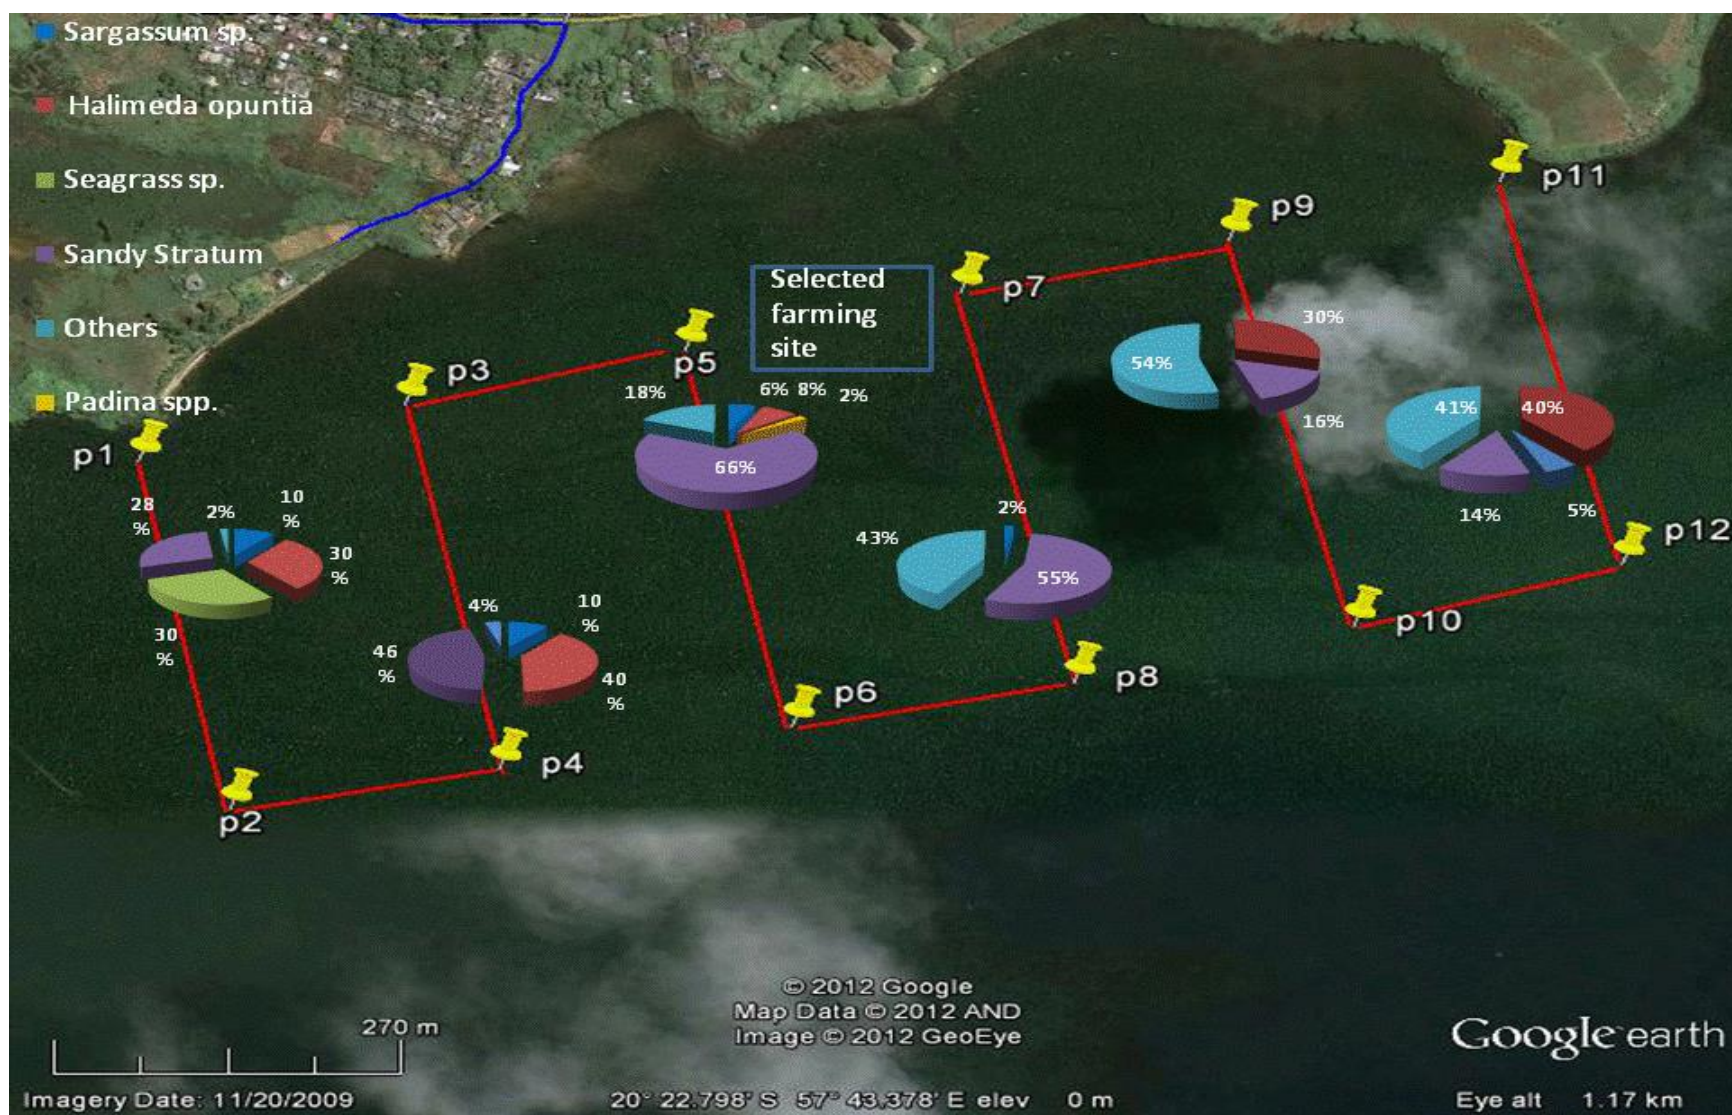 Sargassum sp.
Halimeda opuntia
Seagrass sp.
Sandy Stratum
Others
Padina spp.
Selected
farming
site
p1
p2
p3
p4
p5
p6
p7
p8
p9
p10
p11
p12
28
%
2%
10
%
30
%
30
%
4%
10
%
46
%
40
%
18%
6%
8%
2%
66%
2%
43%
55%
30%
54%
16%
41%
40%
14%
5%
270 m
© 2012 Google
Map Data © 2012 AND
Image © 2012 GeoEye
Google earth
Imagery Date: 11/20/2009
20° 22.798' S 57° 43.378' E elev 0 m
Eye alt 1.17 km